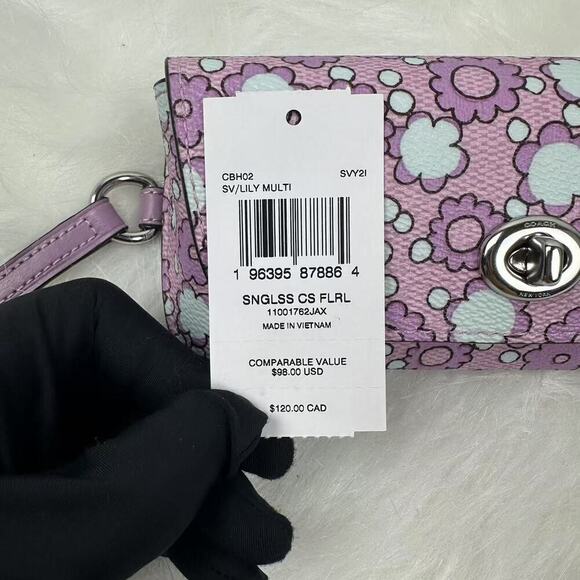 CBH02 SVY2I
SV/LILY MULTI
1 96395 87886 4
SNGLSS CS FLRL
11001762JAX
MADE IN VIETNAM
COMPARABLE VALUE
$98.00 USD
$120.00 CAD
COACH
NEW YORK